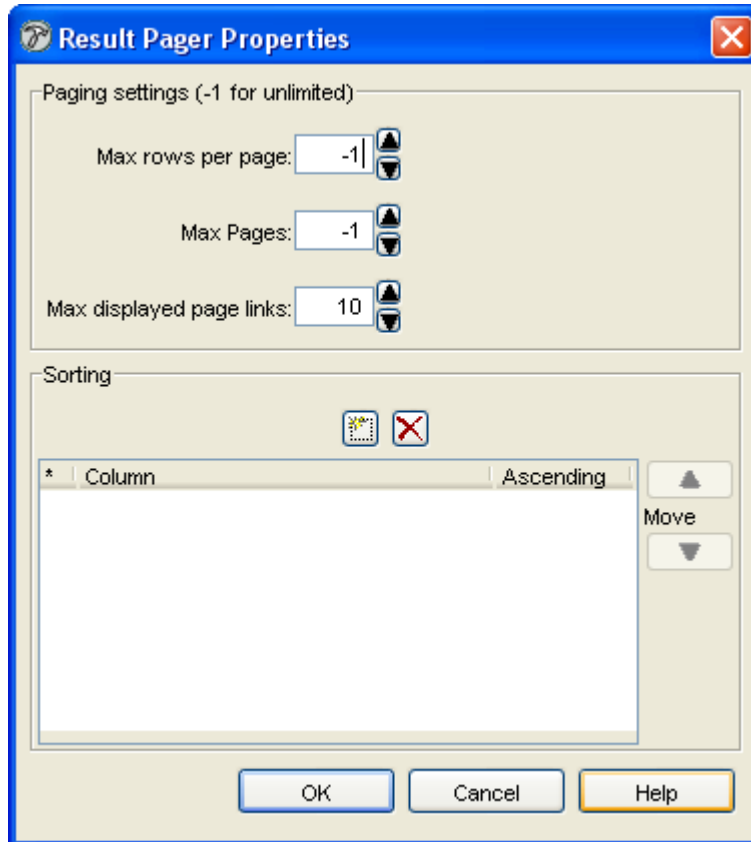 Result Pager Properties
Paging settings (-1 for unlimited)
Max rows per page: -1
Max Pages: -1
Max displayed page links: 10
Sorting
* Column Ascending
Move
OK Cancel Help